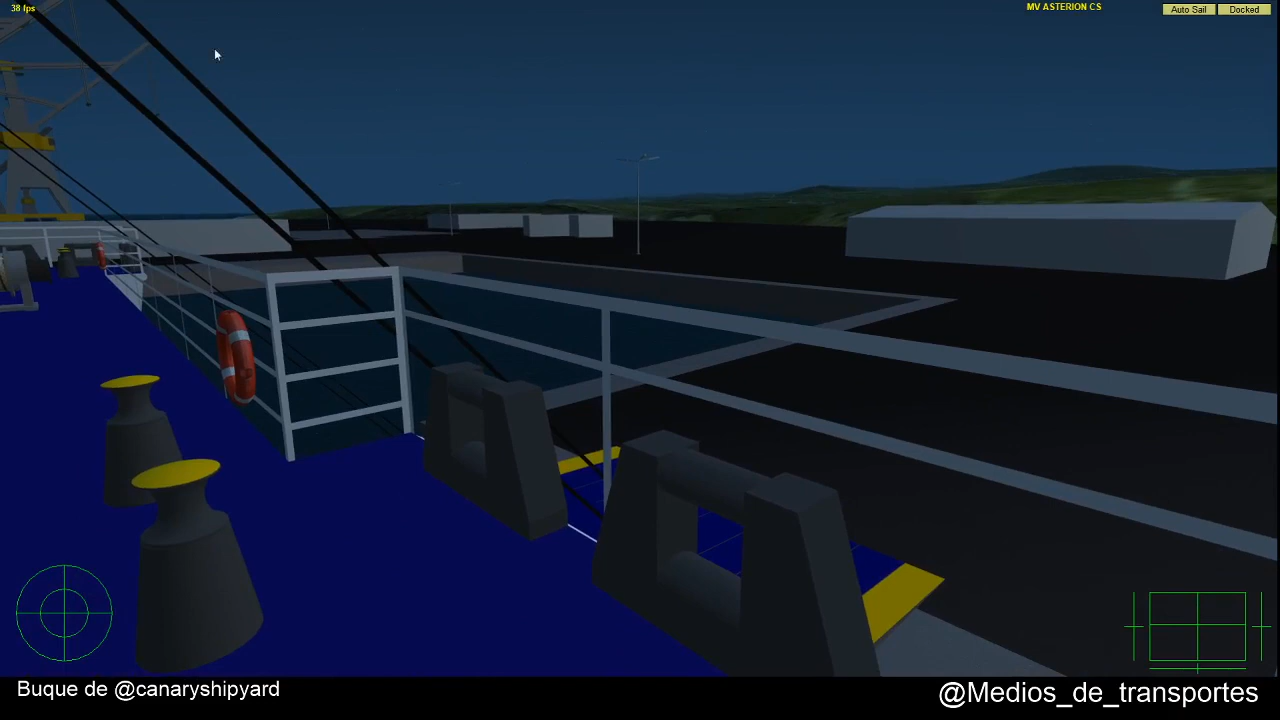 38 fps
MV ASTERION CS
Auto Sail
Docked
Buque de @canaryshipyard
@Medios_de_transportes